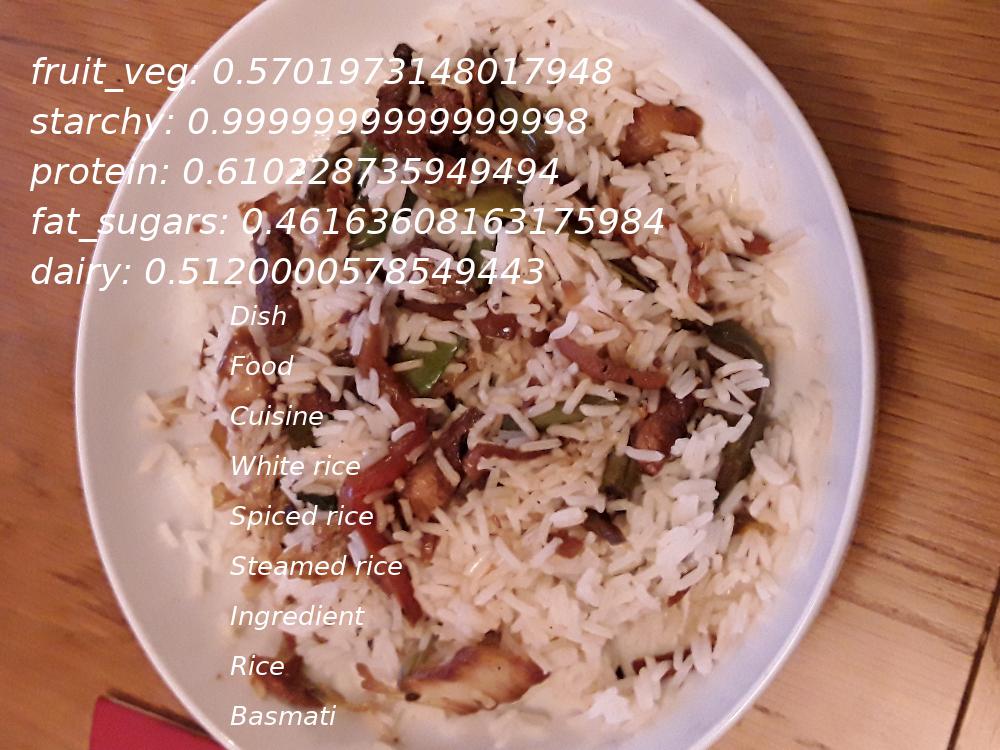 fruit_veg: 0.5701973148017948
starchy: 0.9999999999999998
protein: 0.610228735949494
fat_sugars: 0.46163608163175984
dairy: 0.5120000578549443
Dish
Food
Cuisine
White rice
Spiced rice
Steamed rice
Ingredient
Rice
Basmati